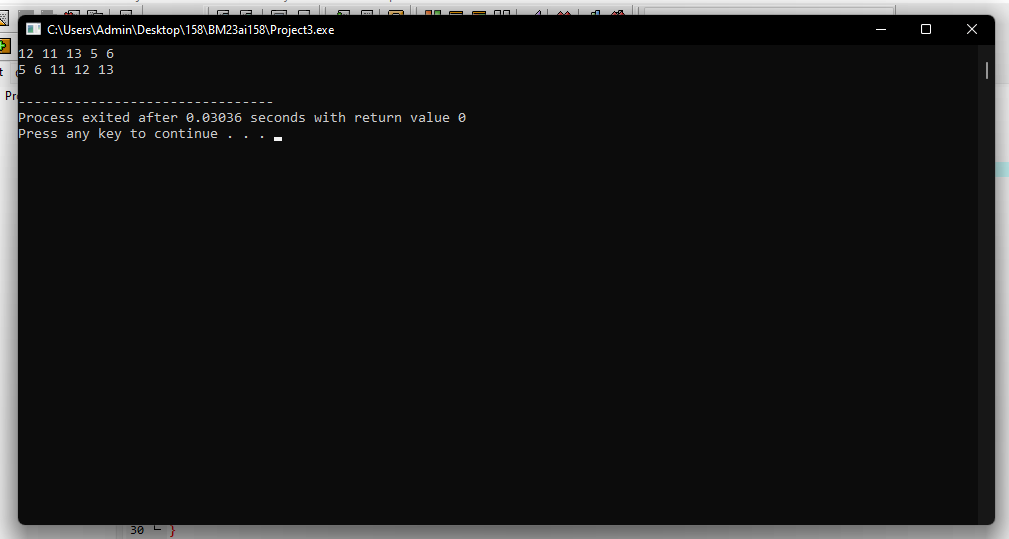 C:\Users\Admin\Desktop\158\BM23ai158\Project3.exe
12 11 13 5 6
5 6 11 12 13
--------------------------------
Process exited after 0.03036 seconds with return value 0
Press any key to continue . . .
30 }